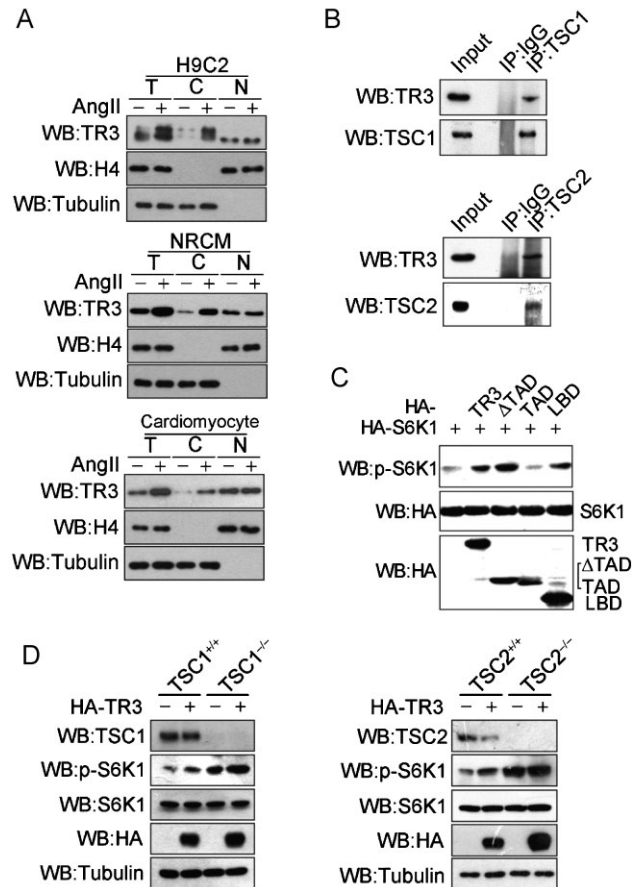 A
H9C2
T C N
AngII − + − + − +
WB:TR3
WB:H4
WB:Tubulin
NRCM
T C N
AngII − + − + − +
WB:TR3
WB:H4
WB:Tubulin
Cardiomyocyte
T C N
AngII − + − + − +
WB:TR3
WB:H4
WB:Tubulin
B
Input IP:IgG IP:TSC1
WB:TR3
WB:TSC1
Input IP:IgG IP:TSC2
WB:TR3
WB:TSC2
C
HA- TR3 ΔTAD TAD LBD
HA-S6K1 + + + + +
WB:p-S6K1
WB:HA S6K1
WB:HA TR3
ΔTAD
TAD
LBD
D
TSC1+/+ TSC1−/−
HA-TR3 − + − +
WB:TSC1
WB:p-S6K1
WB:S6K1
WB:HA
WB:Tubulin
TSC2+/+ TSC2−/−
HA-TR3 − + − +
WB:TSC2
WB:p-S6K1
WB:S6K1
WB:HA
WB:Tubulin